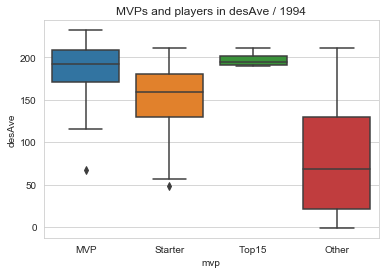 MVPs and players in desAve / 1994
desAve
200
150
100
50
0
MVP Starter Top15 Other
mvp